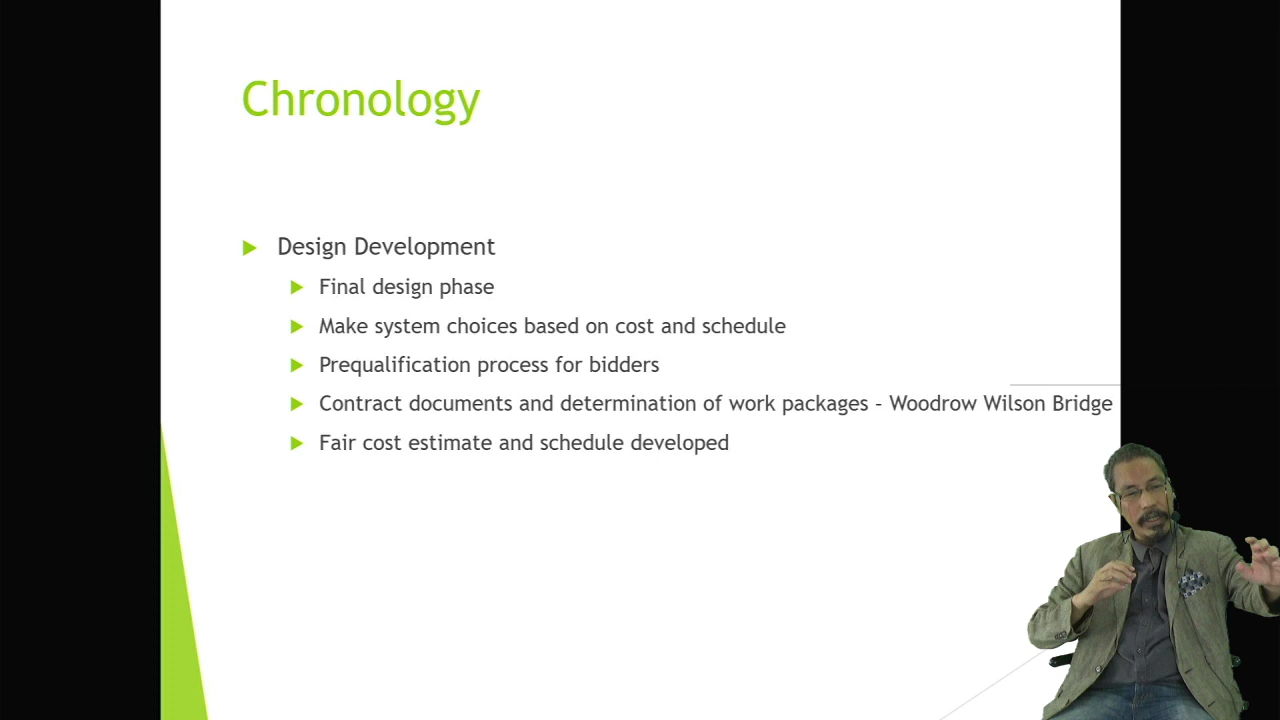 Chronology
Design Development
Final design phase
Make system choices based on cost and schedule
Prequalification process for bidders
Contract documents and determination of work packages – Woodrow Wilson Bridge
Fair cost estimate and schedule developed